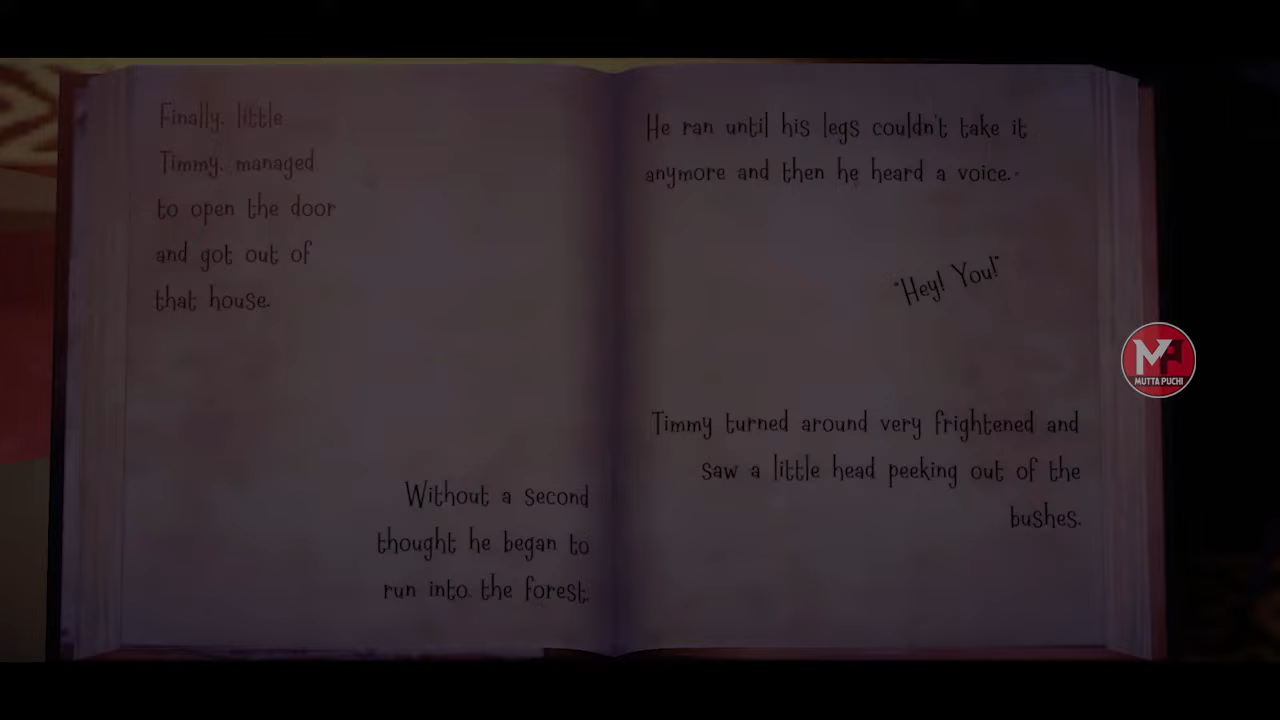 Finally, little
Timmy, managed
to open the door
and got out of
that house.
Without a second
thought he began to
run into the forest.
He ran until his legs couldn't take it
anymore and then he heard a voice..
"Hey! You!"
Timmy turned around very frightened and
saw a little head peeking out of the
bushes.
MUTTA PUCHI